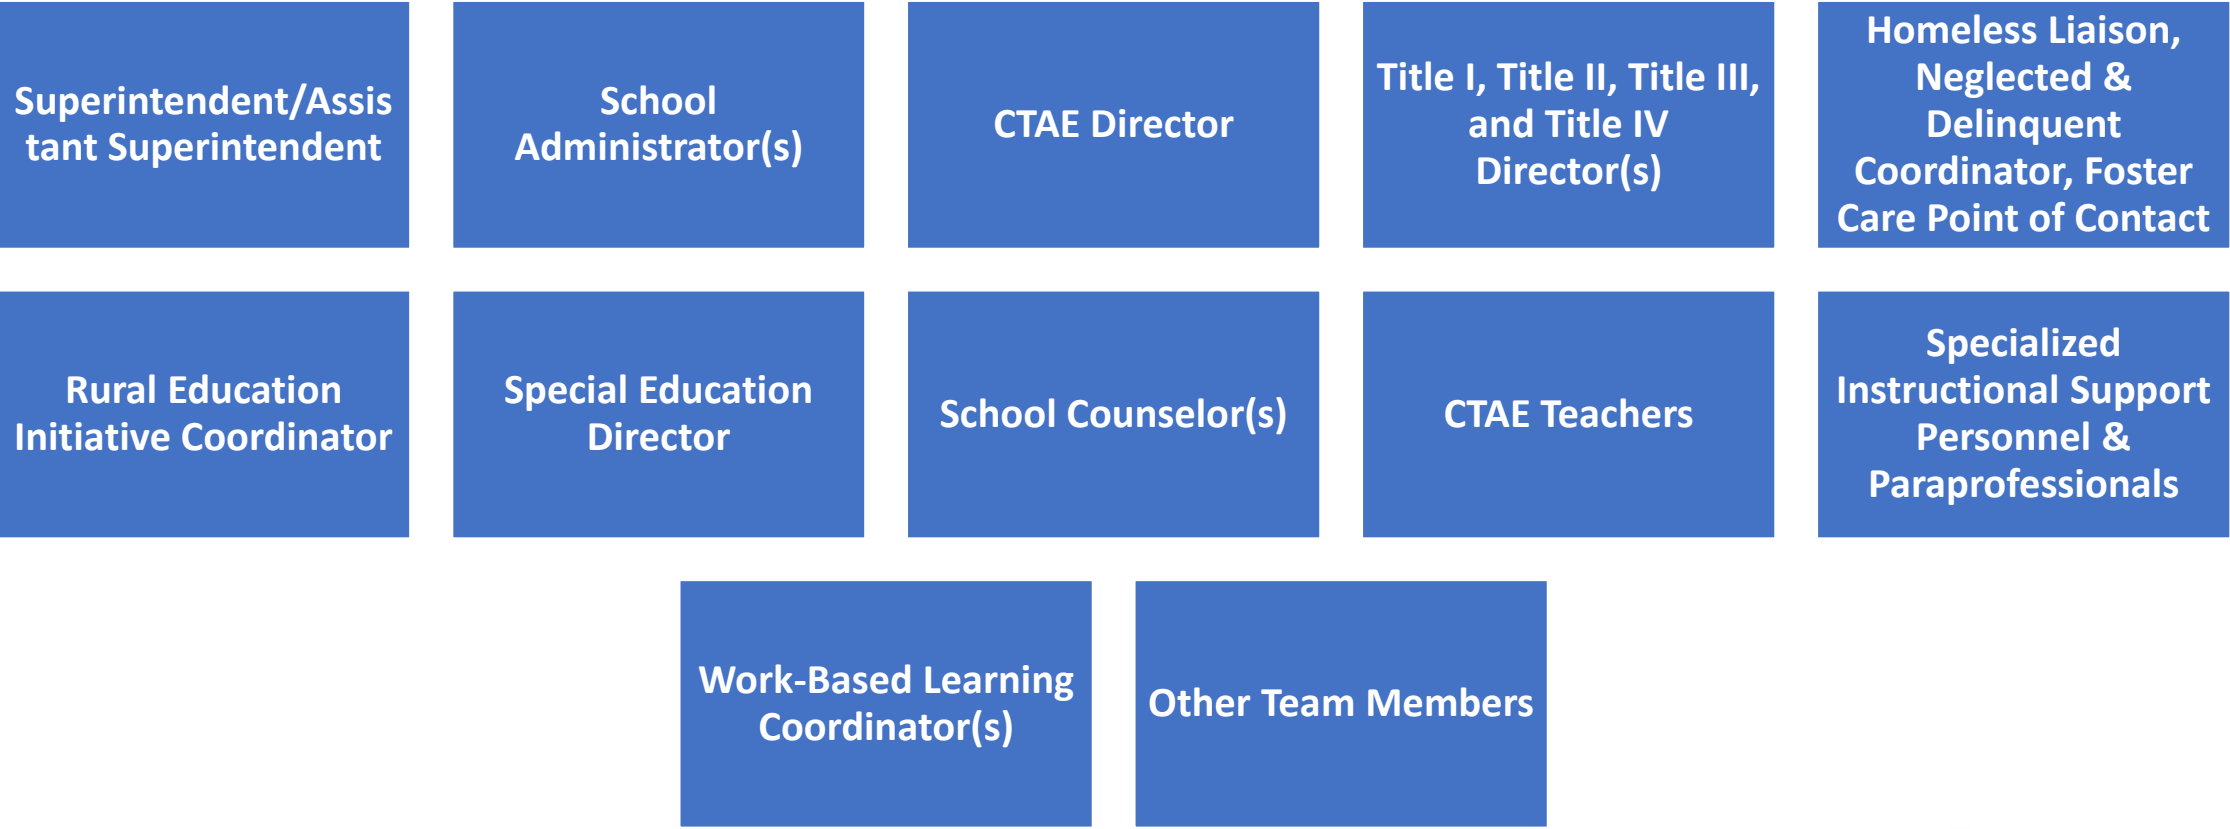 Superintendent/Assis
tant Superintendent
School
Administrator(s)
CTAE Director
Title I, Title II, Title III,
and Title IV
Director(s)
Homeless Liaison,
Neglected &
Delinquent
Coordinator, Foster
Care Point of Contact
Rural Education
Initiative Coordinator
Special Education
Director
School Counselor(s)
CTAE Teachers
Specialized
Instructional Support
Personnel &
Paraprofessionals
Work-Based Learning
Coordinator(s)
Other Team Members